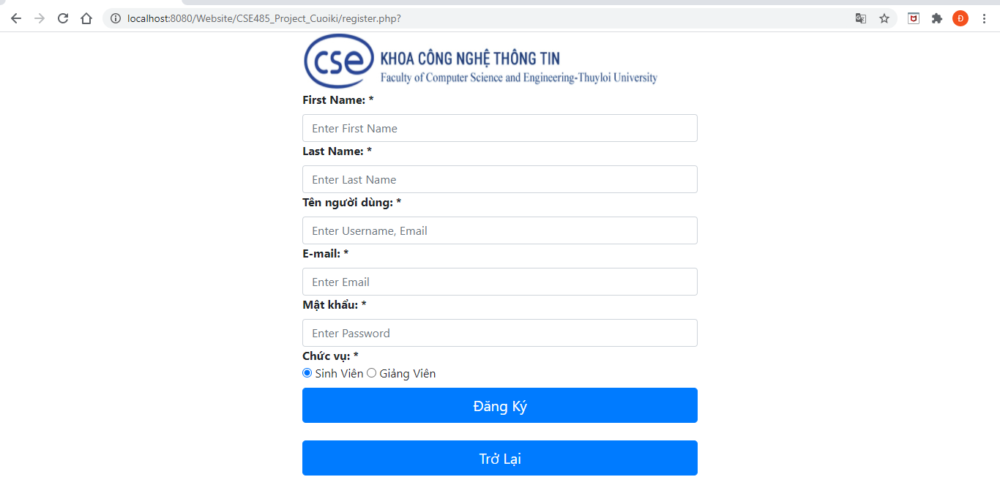 localhost:8080/Website/CSE485_Project_Cuoiki/register.php?
Đ
cse KHOA CÔNG NGHỆ THÔNG TIN
Faculty of Computer Science and Engineering-Thuyloi University
First Name: *
Enter First Name
Last Name: *
Enter Last Name
Tên người dùng: *
Enter Username, Email
E-mail: *
Enter Email
Mật khẩu: *
Enter Password
Chức vụ: *
Sinh Viên Giảng Viên
Đăng Ký
Trở Lại